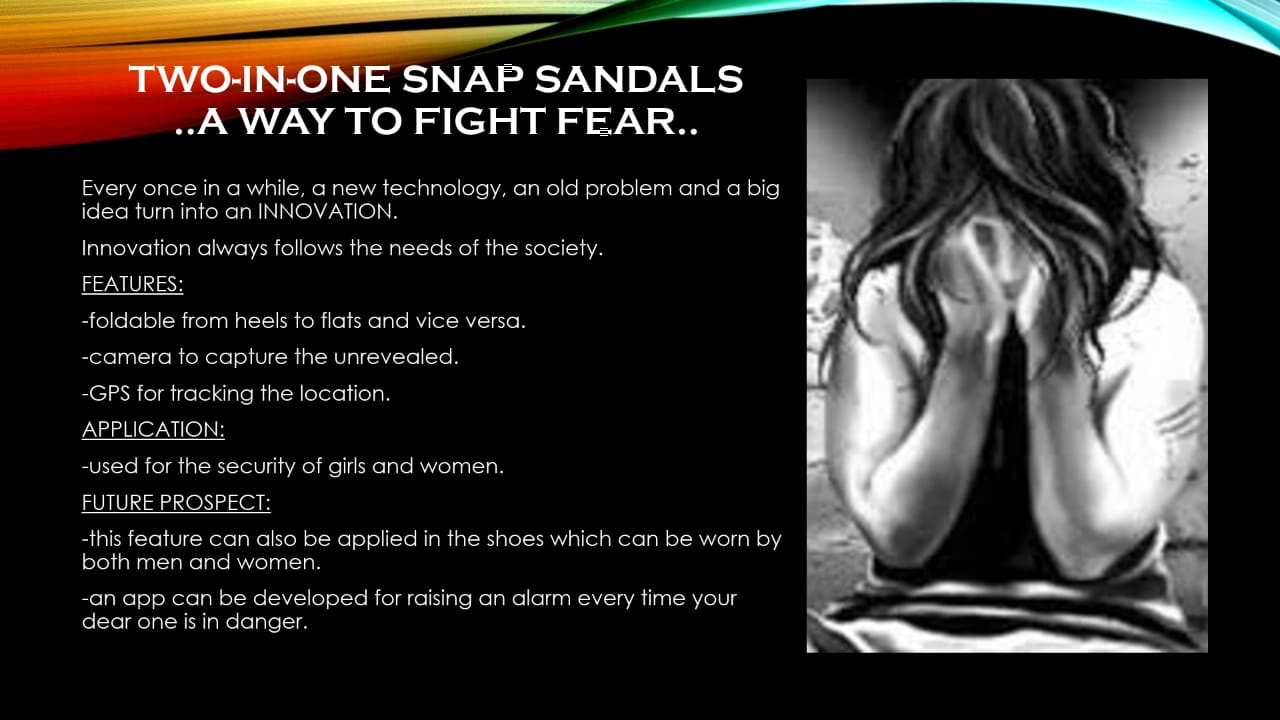 TWO-IN-ONE SNAP SANDALS
..A WAY TO FIGHT FEAR..
Every once in a while, a new technology, an old problem and a big
idea turn into an INNOVATION.
Innovation always follows the needs of the society.
FEATURES:
-foldable from heels to flats and vice versa.
-camera to capture the unrevealed.
-GPS for tracking the location.
APPLICATION:
-used for the security of girls and women.
FUTURE PROSPECT:
-this feature can also be applied in the shoes which can be worn by
both men and women.
-an app can be developed for raising an alarm every time your
dear one is in danger.